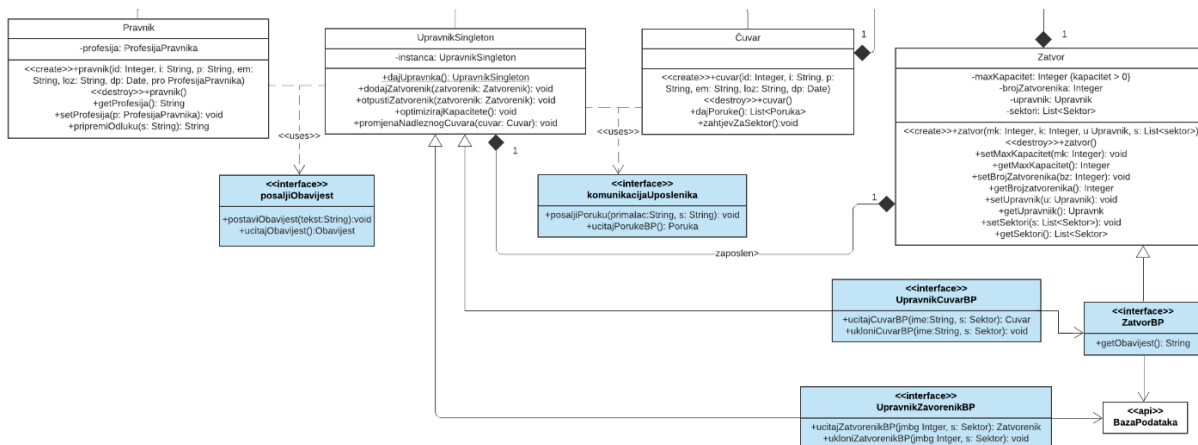 Pravnik
-profesija: ProfesijaPravnika
<<create>>+pravnik(id: Integer, i: String, p: String, em:
String, loz: String, dp: Date, pro ProfesijaPravnika)
<<destroy>>+pravnik()
+getProfesija(): String
+setProfesija(p: ProfesijaPravnika): void
+pripremiOdluku(s: String): String
UpravnikSingleton
-instanca: UpravnikSingleton
+dajUpravnka(): UpravnikSingleton
+dodajZatvorenik(zatvorenik: Zatvorenik): void
+otpustiZatvorenik(zatvorenik: Zatvorenik): void
+optimizirajKapacitete(): void
+promjenaNadleznogCuvara(cuvar: Cuvar): void
Čuvar
<<create>>+cuvar(id: Integer, i: String, p:
String, em: String, loz: String, dp: Date)
<<destroy>>+cuvar()
+dajPoruke(): List<Poruka>
+zahtjevZaSektor():void
1
1
Zatvor
-maxKapacitet: Integer {kapacitet > 0}
-brojZatvorenika: Integer
-upravnik: Upravnik
-sektori: List<Sektor>
<<create>>+zatvor(mk: Integer, k: Integer, u Upravnik, s: List<sektor>)
<<destroy>>+zatvor()
+setMaxKapacitet(mk: Integer): void
+getMaxKapacitet(): Integer
+setBrojZatvorenika(bz: Integer): void
+getBrojzatvorenika(): Integer
+setUpravnik(u: Upravnik): void
+getUpravniik(): Upravnk
+setSektori(s: List<Sektor>): void
+getSektori(): List<Sektor>
<<uses>>
<<uses>>
1
1
<<interface>>
posaljiObavijest
+postaviObavijest(tekst:String):void
+ucitajObavijest():Obavijest
<<interface>>
komunikacijaUposlenika
+posaljiPoruku(primalac:String, s: String): void
+ucitajPorukeBP(): Poruka
zaposlen>
<<interface>>
UpravnikCuvarBP
+ucitajCuvarBP(ime:String, s: Sektor): Cuvar
+ukloniCuvarBP(ime:String, s: Sektor): void
<<interface>>
ZatvorBP
+getObavijest(): String
<<interface>>
UpravnikZavorenikBP
+ucitajZatvorenikBP(jmbg Intger, s: Sektor): Zatvorenik
+ukloniZatvorenikBP(jmbg Intger, s: Sektor): void
<<api>>
BazaPodataka